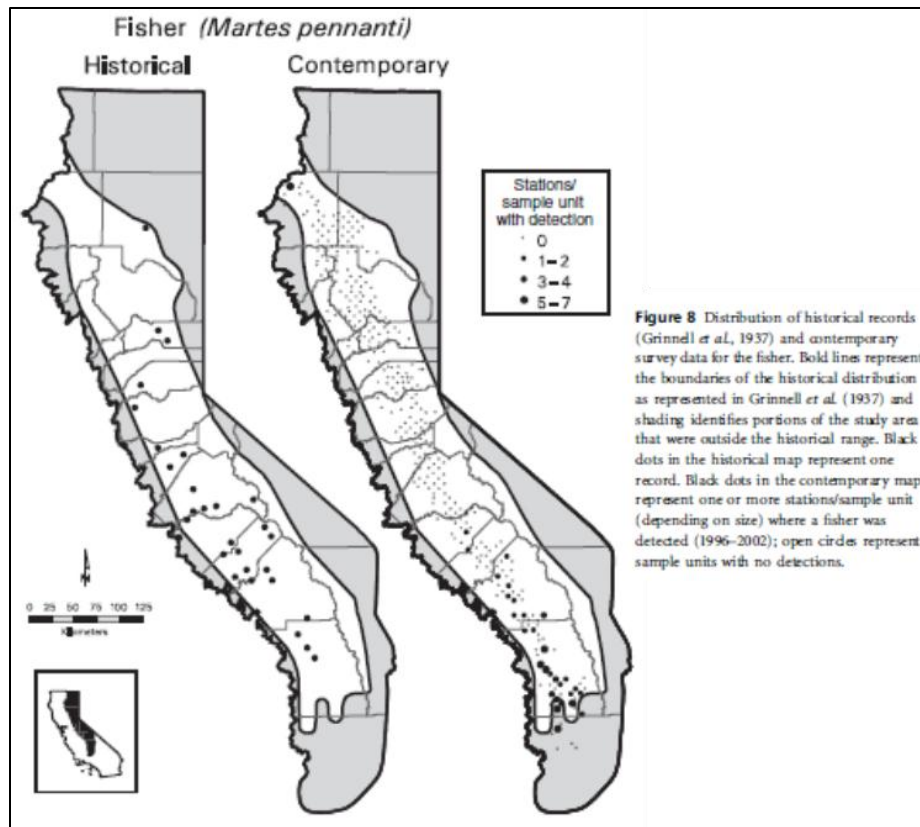 Fisher (Martes pennanti)
Historical
Contemporary
Stations/
sample unit
with detection
0
1–2
3–4
5–7
Figure 8 Distribution of historical records
(Grinnell et al., 1937) and contemporary
survey data for the fisher. Bold lines represent
the boundaries of the historical distribution
as represented in Grinnell et al. (1937) and
shading identifies portions of the study area
that were outside the historical range. Black
dots in the historical map represent one
record. Black dots in the contemporary map
represent one or more stations/sample unit
(depending on size) where a fisher was
detected (1996–2002); open circles represent
sample units with no detections.
N
0 25 50 75 100 125
Kilometers